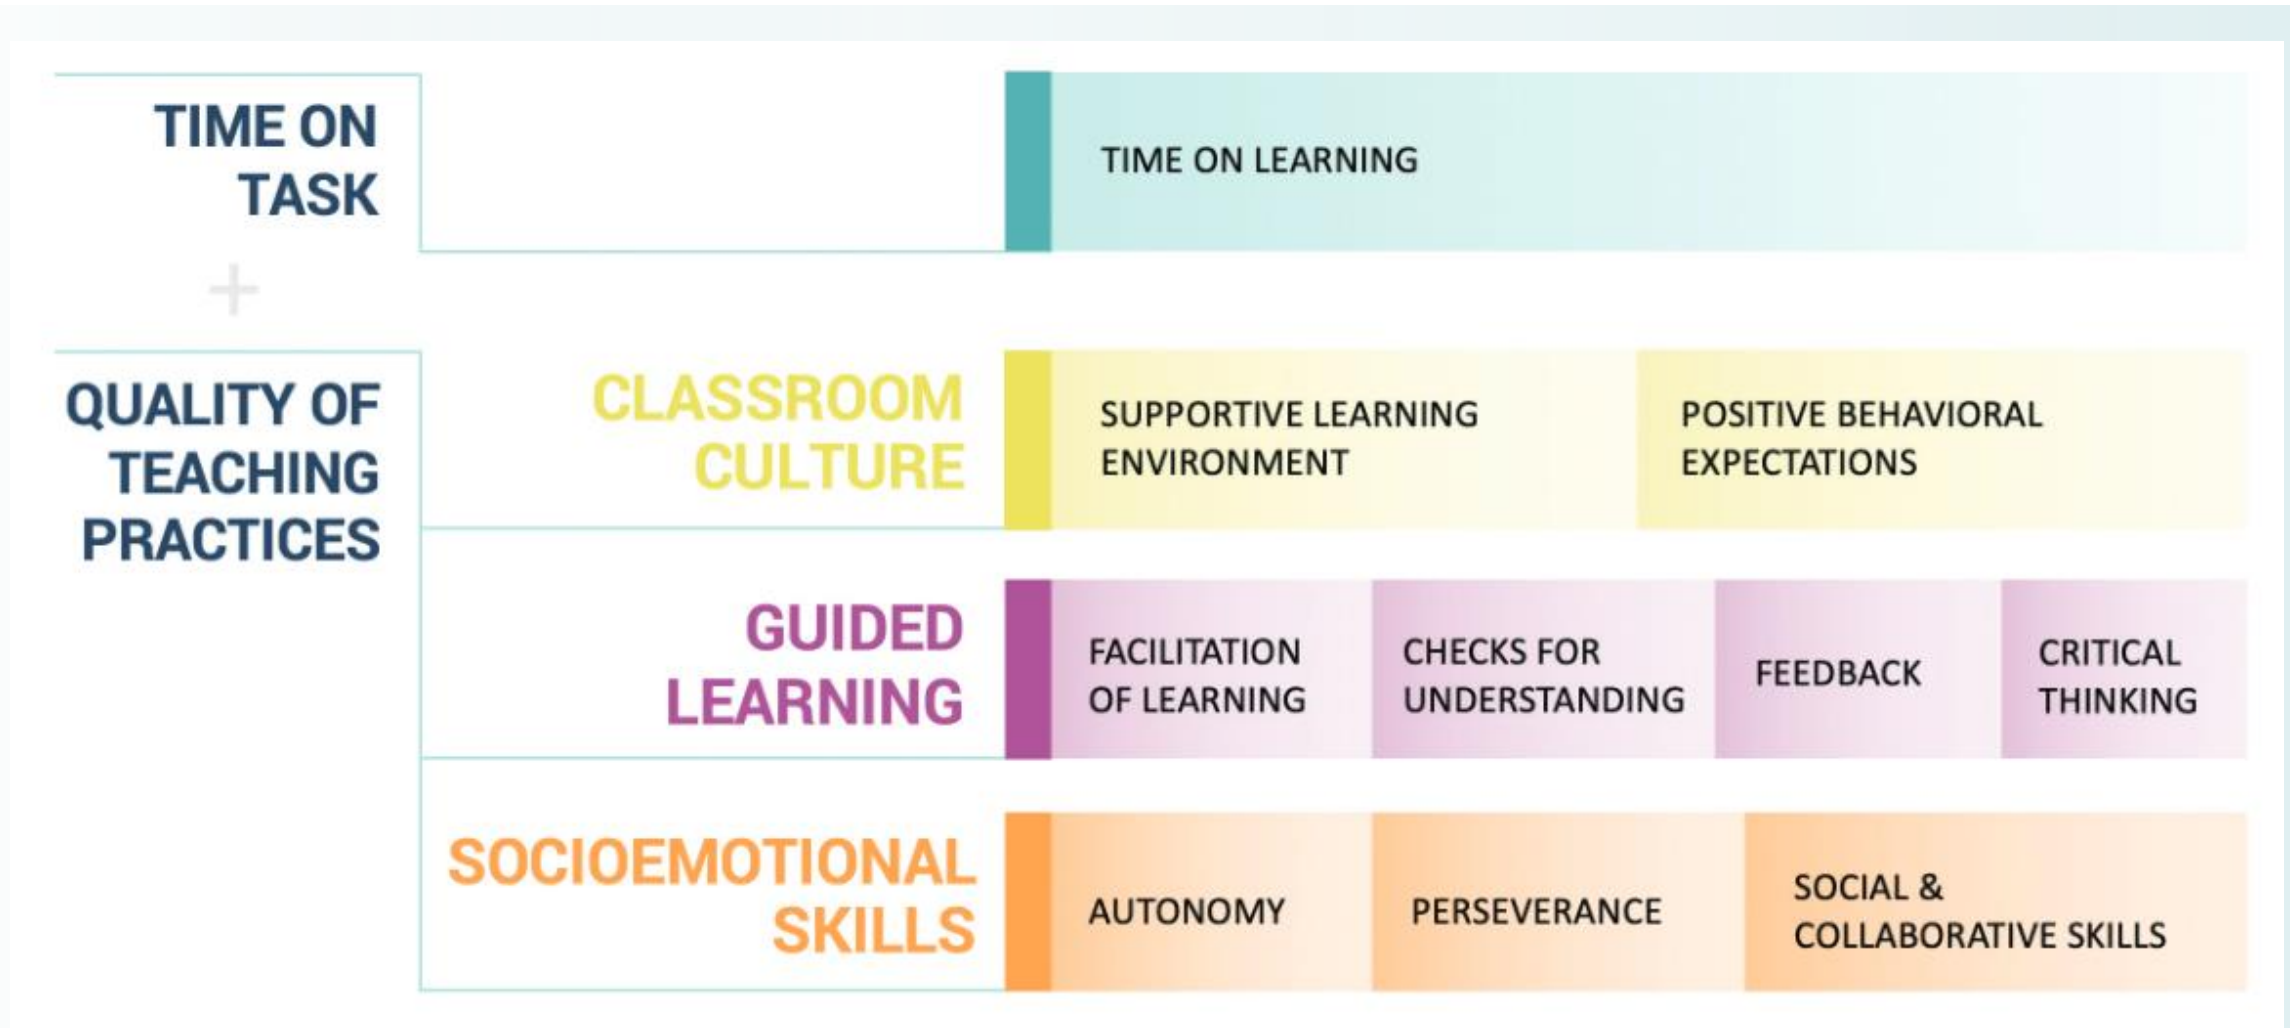 TIME ON
TASK
TIME ON LEARNING
+
QUALITY OF
TEACHING
PRACTICES
CLASSROOM
CULTURE
SUPPORTIVE LEARNING
ENVIRONMENT
POSITIVE BEHAVIORAL
EXPECTATIONS
GUIDED
LEARNING
FACILITATION
OF LEARNING
CHECKS FOR
UNDERSTANDING
FEEDBACK
CRITICAL
THINKING
SOCIOEMOTIONAL
SKILLS
AUTONOMY
PERSEVERANCE
SOCIAL &
COLLABORATIVE SKILLS